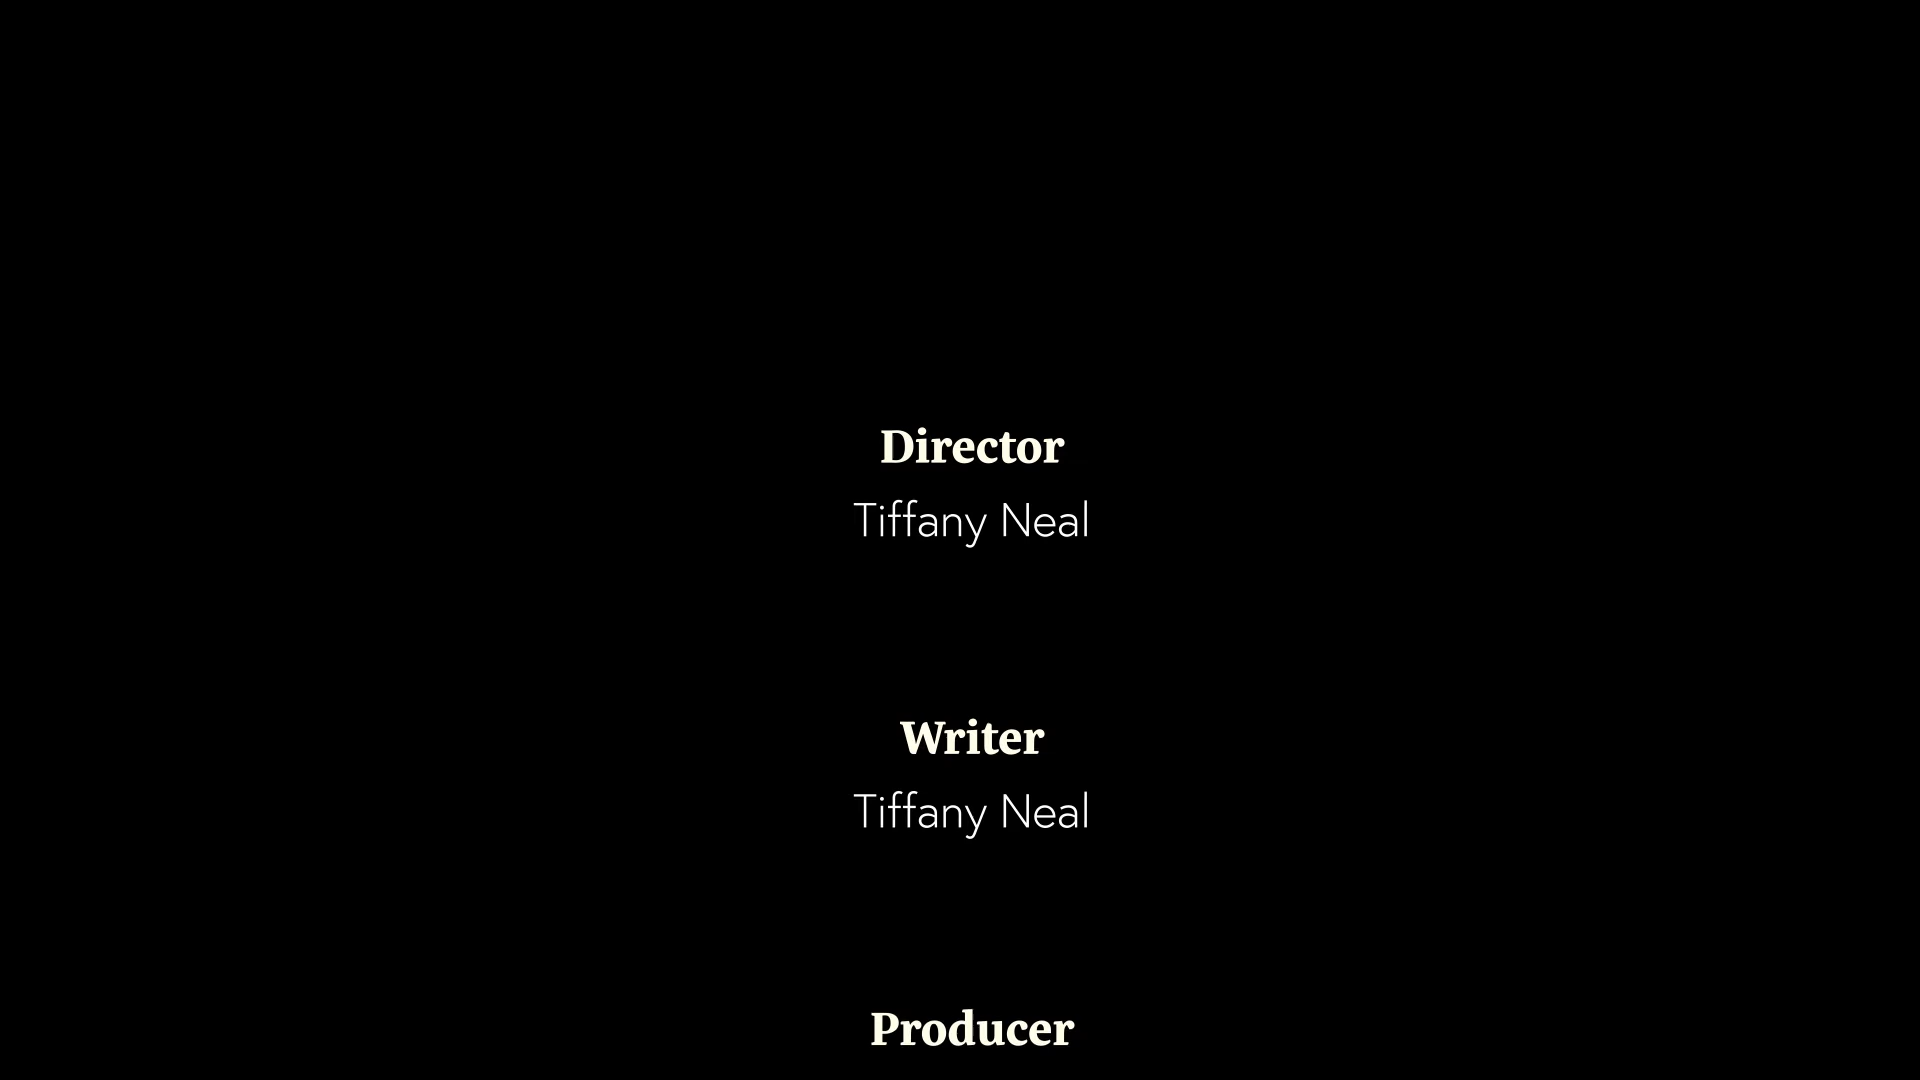 Director
Tiffany Neal
Writer
Tiffany Neal
Producer